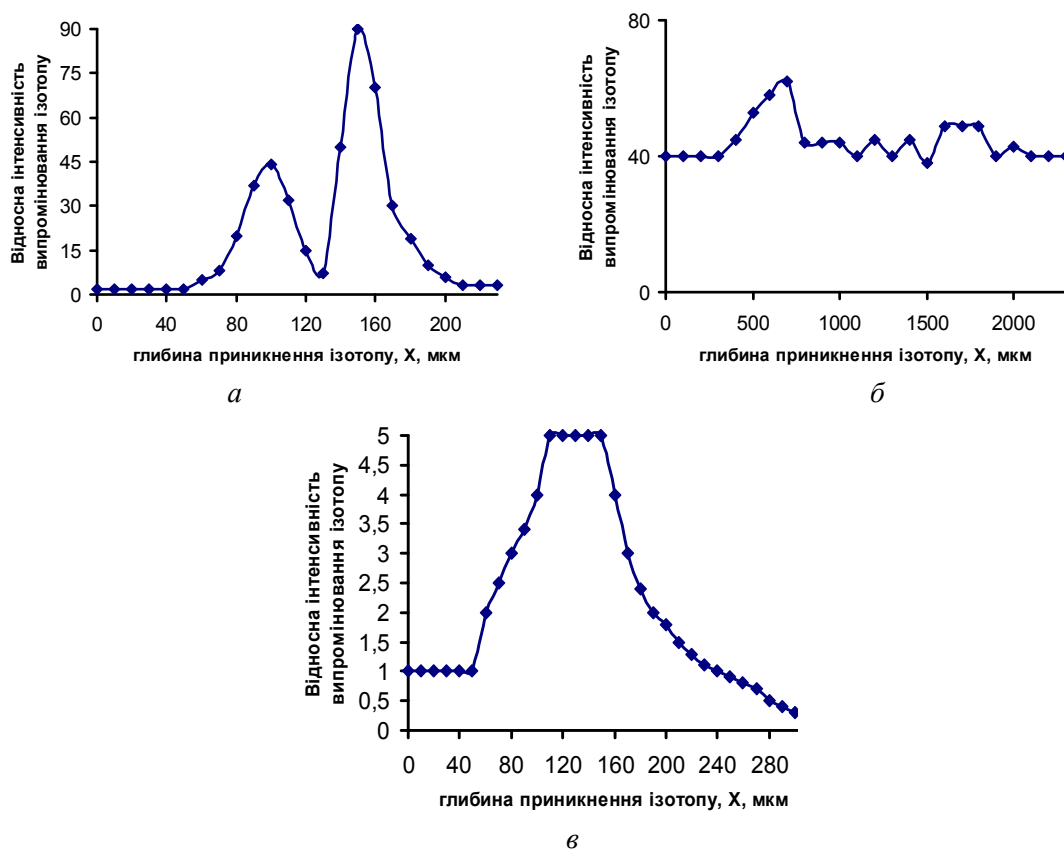 Відносна інтенсивність
випромінювання ізотопу
90
75
60
45
30
15
0
0 40 80 120 160 200
глибина приникнення ізотопу, X, мкм
а
Відносна інтенсивність
випромінювання ізотопу
80
40
0
0 500 1000 1500 2000
глибина приникнення ізотопу, X, мкм
б
Відносна інтенсивність
випромінювання ізотопу
5
4,5
4
3,5
3
2,5
2
1,5
1
0,5
0
0 40 80 120 160 200 240 280
глибина приникнення ізотопу, X, мкм
в